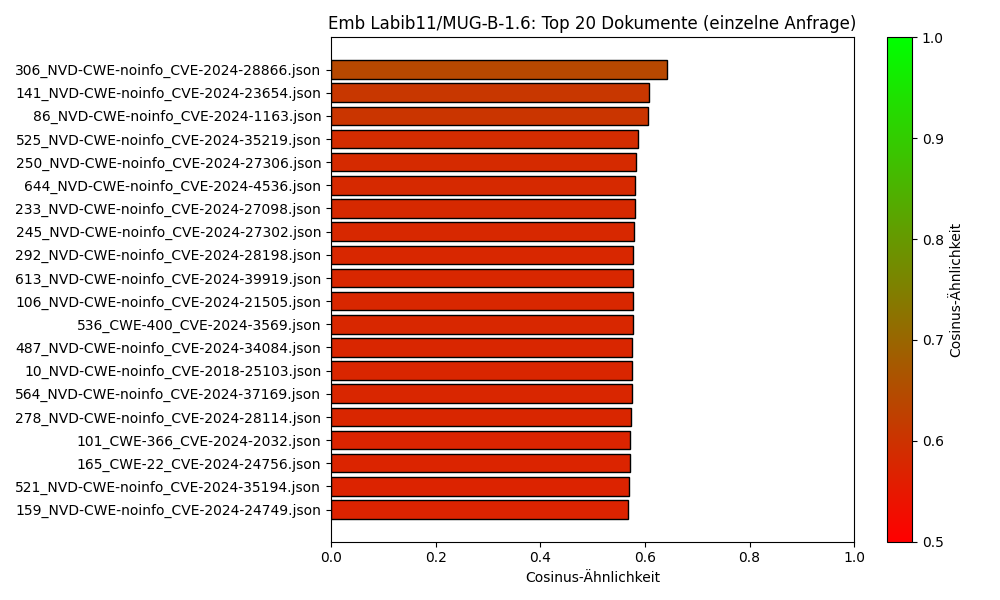 Emb Labib11/MUG-B-1.6: Top 20 Dokumente (einzelne Anfrage)
306_NVD-CWE-noinfo_CVE-2024-28866.json
141_NVD-CWE-noinfo_CVE-2024-23654.json
86_NVD-CWE-noinfo_CVE-2024-1163.json
525_NVD-CWE-noinfo_CVE-2024-35219.json
250_NVD-CWE-noinfo_CVE-2024-27306.json
644_NVD-CWE-noinfo_CVE-2024-4536.json
233_NVD-CWE-noinfo_CVE-2024-27098.json
245_NVD-CWE-noinfo_CVE-2024-27302.json
292_NVD-CWE-noinfo_CVE-2024-28198.json
613_NVD-CWE-noinfo_CVE-2024-39919.json
106_NVD-CWE-noinfo_CVE-2024-21505.json
536_CWE-400_CVE-2024-3569.json
487_NVD-CWE-noinfo_CVE-2024-34084.json
10_NVD-CWE-noinfo_CVE-2018-25103.json
564_NVD-CWE-noinfo_CVE-2024-37169.json
278_NVD-CWE-noinfo_CVE-2024-28114.json
101_CWE-366_CVE-2024-2032.json
165_CWE-22_CVE-2024-24756.json
521_NVD-CWE-noinfo_CVE-2024-35194.json
159_NVD-CWE-noinfo_CVE-2024-24749.json
0.0 0.2 0.4 0.6 0.8 1.0
Cosinus-Ähnlichkeit
1.0
0.9
0.8
0.7
0.6
0.5
Cosinus-Ähnlichkeit